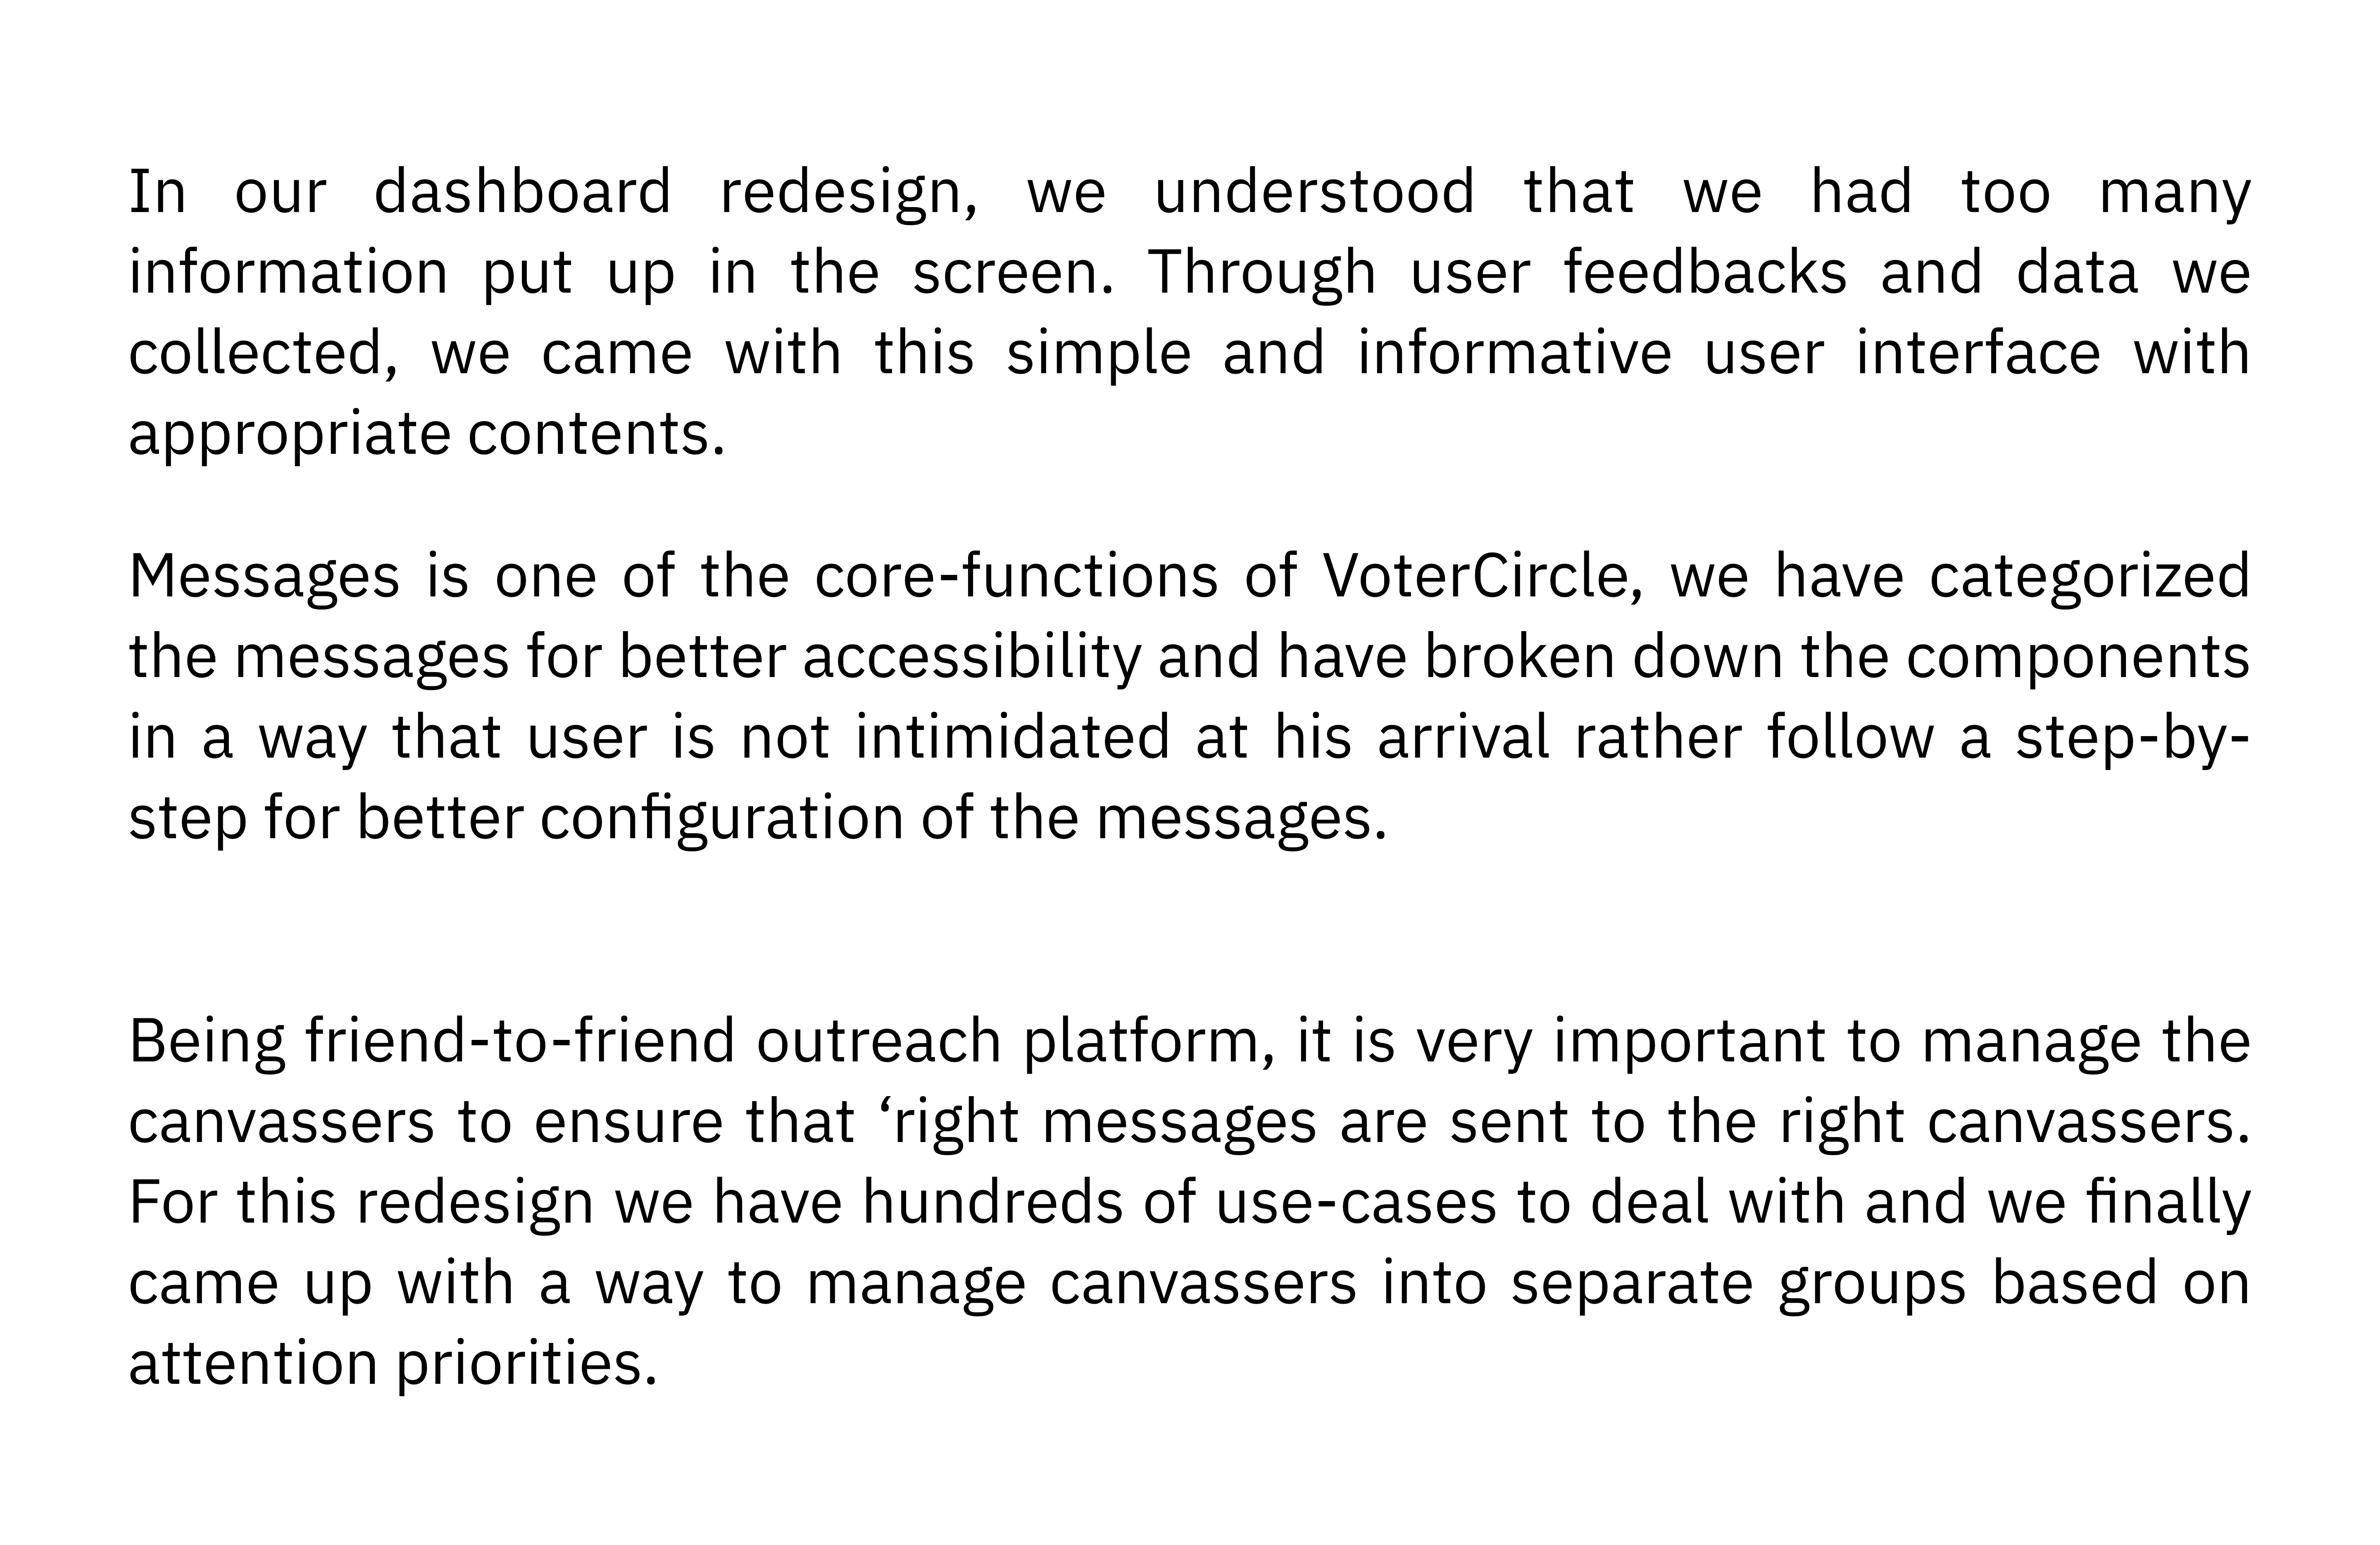 In our dashboard redesign, we understood that we had too many
information put up in the screen. Through user feedbacks and data we
collected, we came with this simple and informative user interface with
appropriate contents.
Messages is one of the core-functions of VoterCircle, we have categorized
the messages for better accessibility and have broken down the components
in a way that user is not intimidated at his arrival rather follow a step-by-
step for better configuration of the messages.
Being friend-to-friend outreach platform, it is very important to manage the
canvassers to ensure that ‘right messages are sent to the right canvassers.
For this redesign we have hundreds of use-cases to deal with and we finally
came up with a way to manage canvassers into separate groups based on
attention priorities.